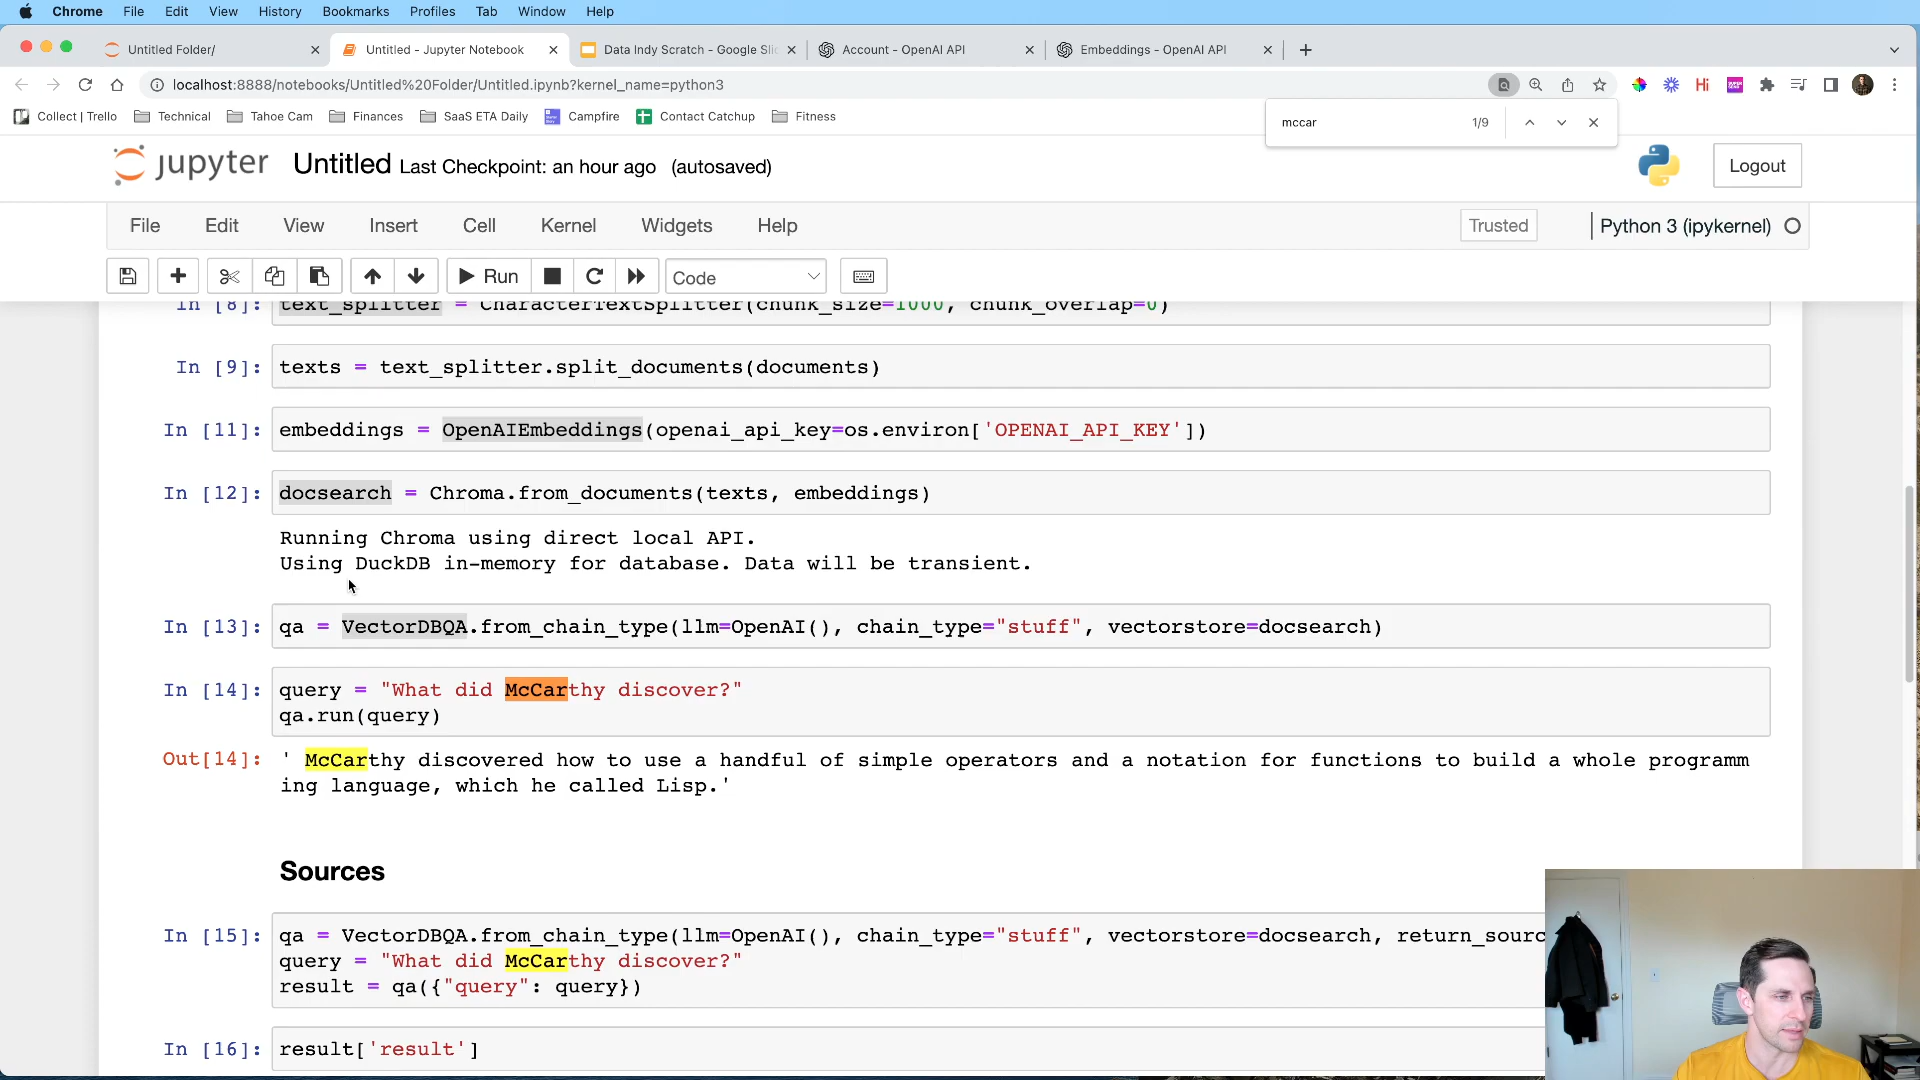 Chrome File Edit View History Bookmarks Profiles Tab Window Help
Untitled Folder/ Untitled - Jupyter Notebook Data Indy Scratch - Google Slic Account - OpenAI API Embeddings - OpenAI API
localhost:8888/notebooks/Untitled%20Folder/Untitled.ipynb?kernel_name=python3
Collect | Trello Technical Tahoe Cam Finances SaaS ETA Daily Campfire Contact Catchup Fitness
mccar 1/9
jupyter Untitled Last Checkpoint: an hour ago (autosaved) Logout
File Edit View Insert Cell Kernel Widgets Help Trusted Python 3 (ipykernel)
Run Code
In [8]: text_splitter = CharacterTextSplitter(chunk_size=1000, chunk_overlap=0)
In [9]: texts = text_splitter.split_documents(documents)
In [11]: embeddings = OpenAIEmbeddings(openai_api_key=os.environ['OPENAI_API_KEY'])
In [12]: docsearch = Chroma.from_documents(texts, embeddings)
Running Chroma using direct local API.
Using DuckDB in-memory for database. Data will be transient.
In [13]: qa = VectorDBQA.from_chain_type(llm=OpenAI(), chain_type="stuff", vectorstore=docsearch)
In [14]: query = "What did McCarthy discover?"
qa.run(query)
Out[14]: ' McCarthy discovered how to use a handful of simple operators and a notation for functions to build a whole programm
ing language, which he called Lisp.'
Sources
In [15]: qa = VectorDBQA.from_chain_type(llm=OpenAI(), chain_type="stuff", vectorstore=docsearch, return_sourc
query = "What did McCarthy discover?"
result = qa({"query": query})
In [16]: result['result']